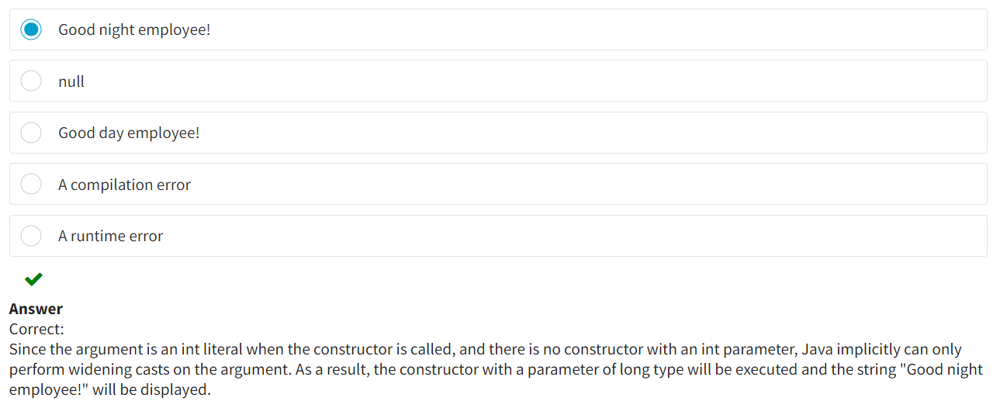 Good night employee!
null
Good day employee!
A compilation error
A runtime error
Answer
Correct:
Since the argument is an int literal when the constructor is called, and there is no constructor with an int parameter, Java implicitly can only
perform widening casts on the argument. As a result, the constructor with a parameter of long type will be executed and the string "Good night
employee!" will be displayed.